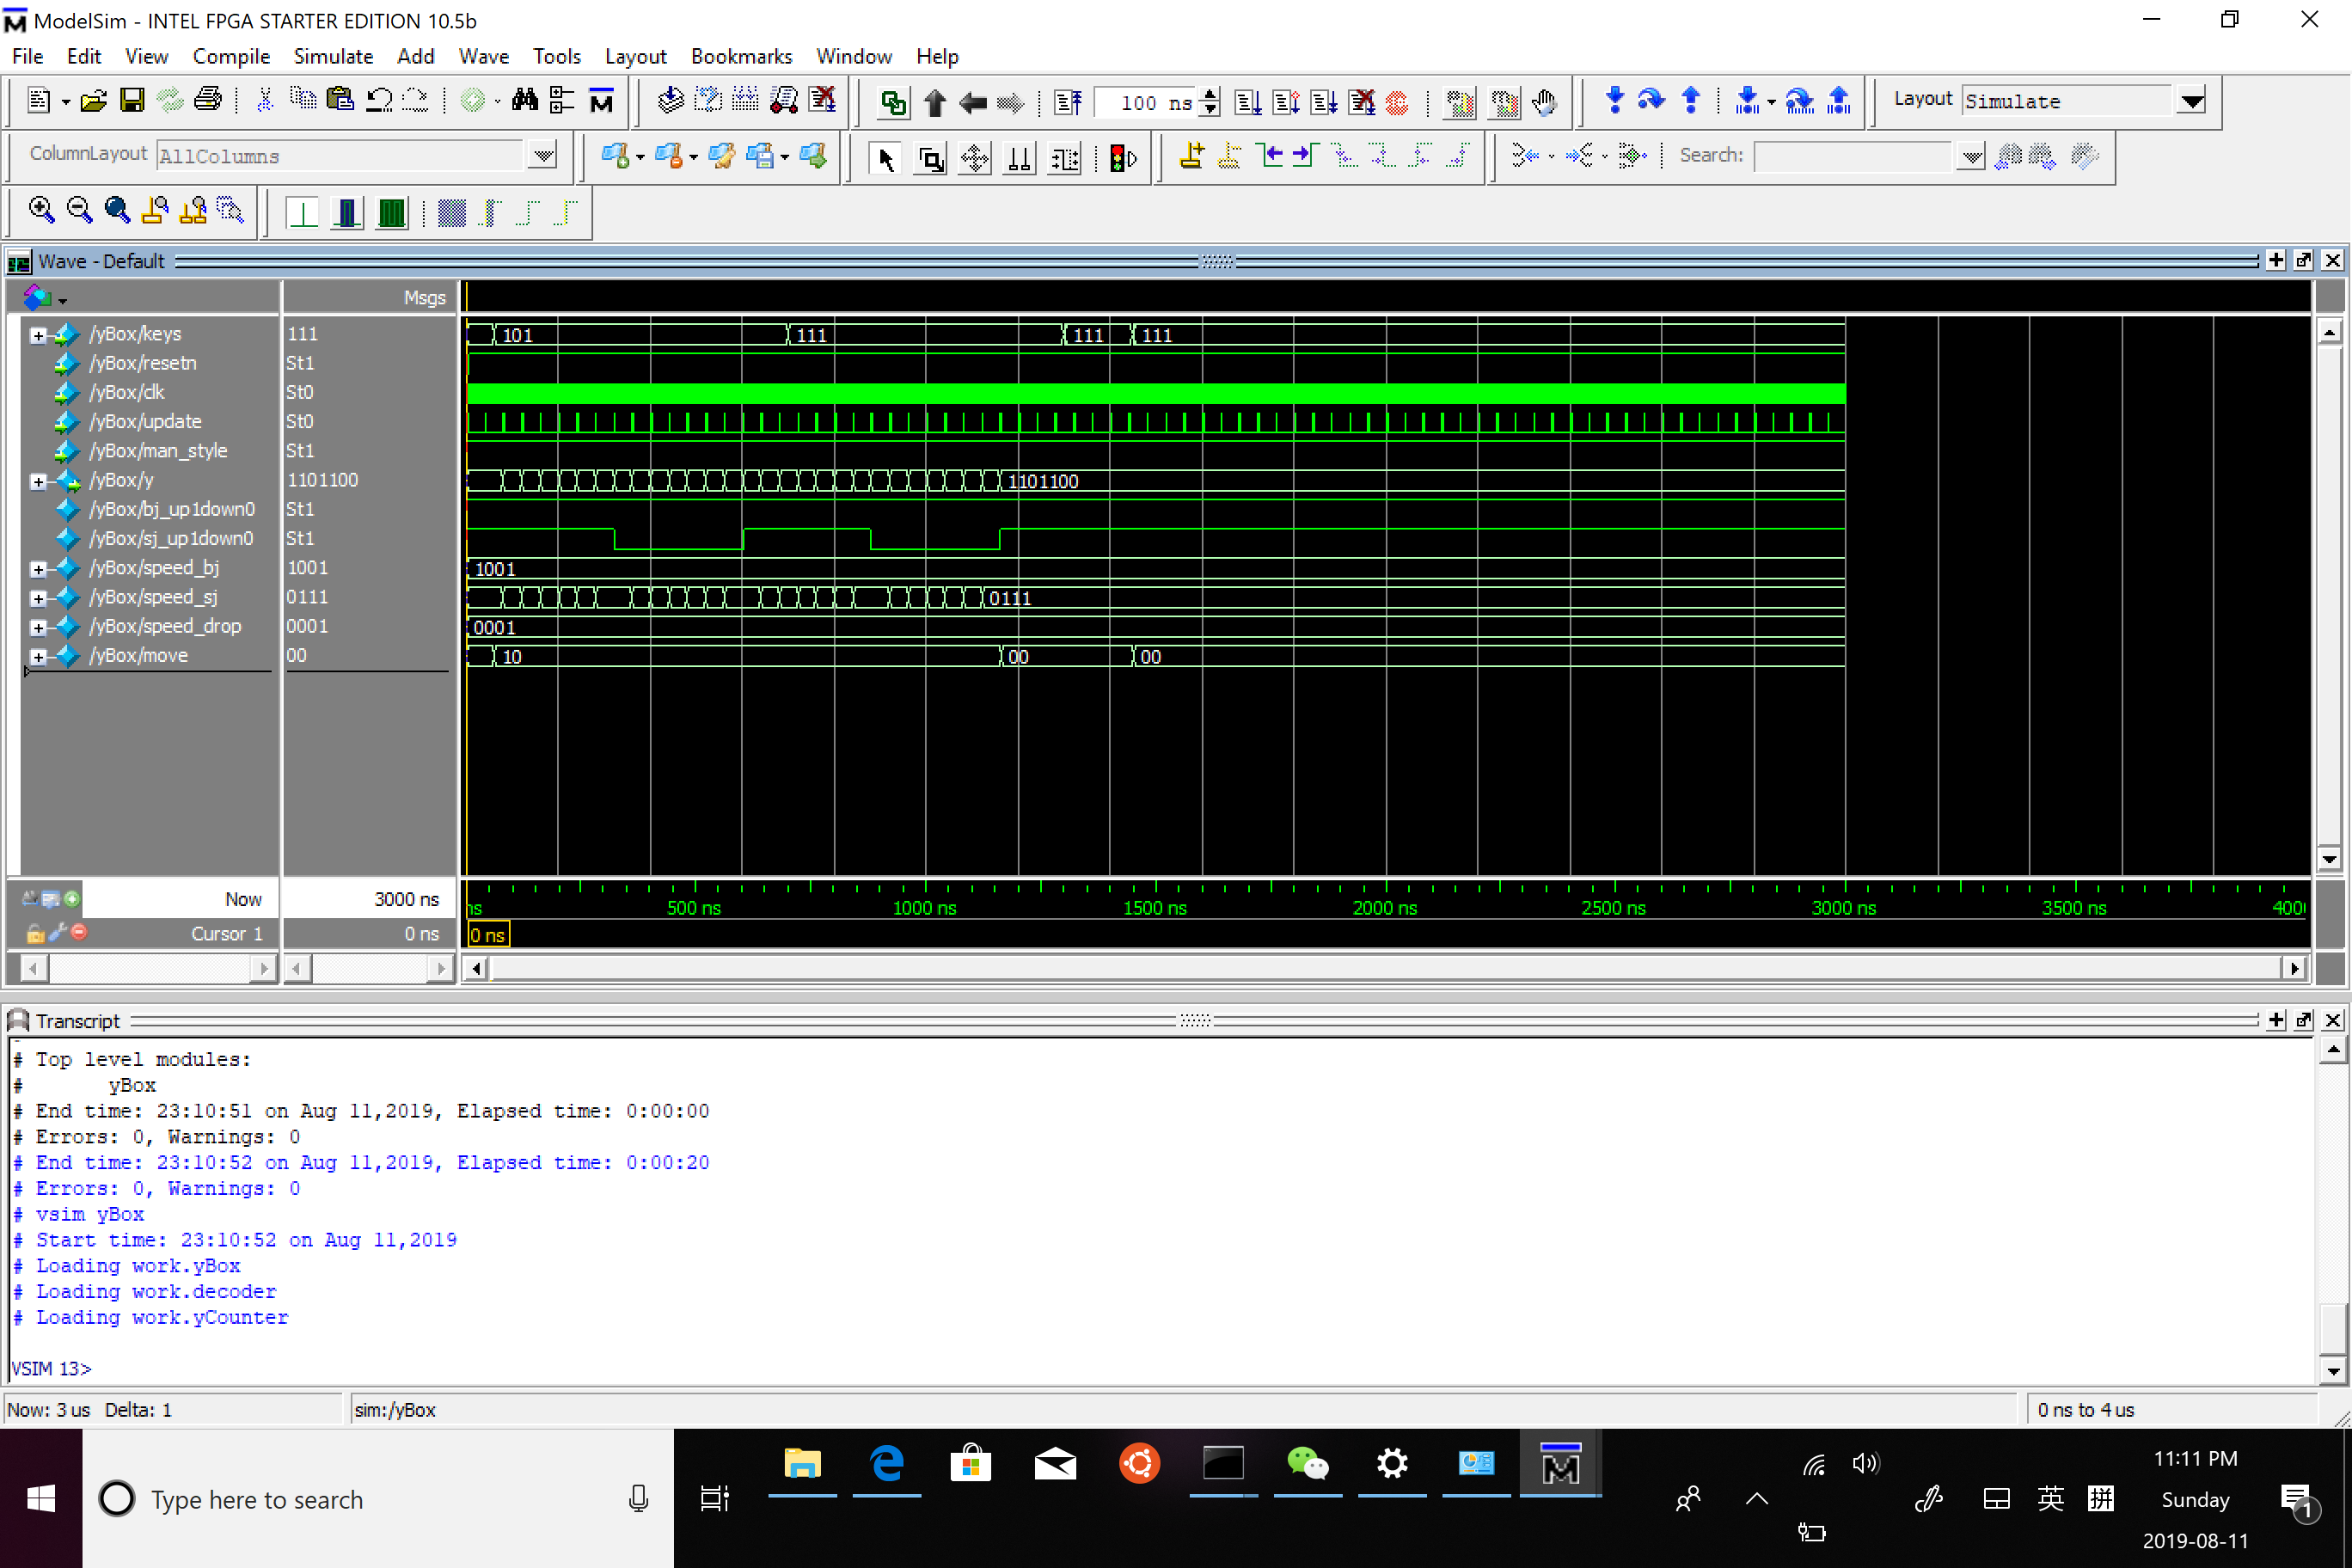 ModelSim - INTEL FPGA STARTER EDITION 10.5b
File Edit View Compile Simulate Add Wave Tools Layout Bookmarks Window Help
100 ns
Layout Simulate
ColumnLayout AllColumns
Search:
Wave - Default
Msgs
/yBox/keys 111 101 111 111 111
/yBox/resetn St1
/yBox/clk St0
/yBox/update St0
/yBox/man_style St1
/yBox/y 1101100 1101100
/yBox/bj_up1down0 St1
/yBox/sj_up1down0 St1
/yBox/speed_bj 1001 1001
/yBox/speed_sj 0111 0111
/yBox/speed_drop 0001 0001
/yBox/move 00 10 00 00
Now 3000 ns ns 500 ns 1000 ns 1500 ns 2000 ns 2500 ns 3000 ns 3500 ns 400
Cursor 1 0 ns 0 ns
Transcript
# Top level modules:
# yBox
# End time: 23:10:51 on Aug 11,2019, Elapsed time: 0:00:00
# Errors: 0, Warnings: 0
# End time: 23:10:52 on Aug 11,2019, Elapsed time: 0:00:20
# Errors: 0, Warnings: 0
# vsim yBox
# Start time: 23:10:52 on Aug 11,2019
# Loading work.yBox
# Loading work.decoder
# Loading work.yCounter
VSIM 13>
Now: 3 us Delta: 1 sim:/yBox 0 ns to 4 us
Type here to search
英 拼
11:11 PM
Sunday
2019-08-11
1